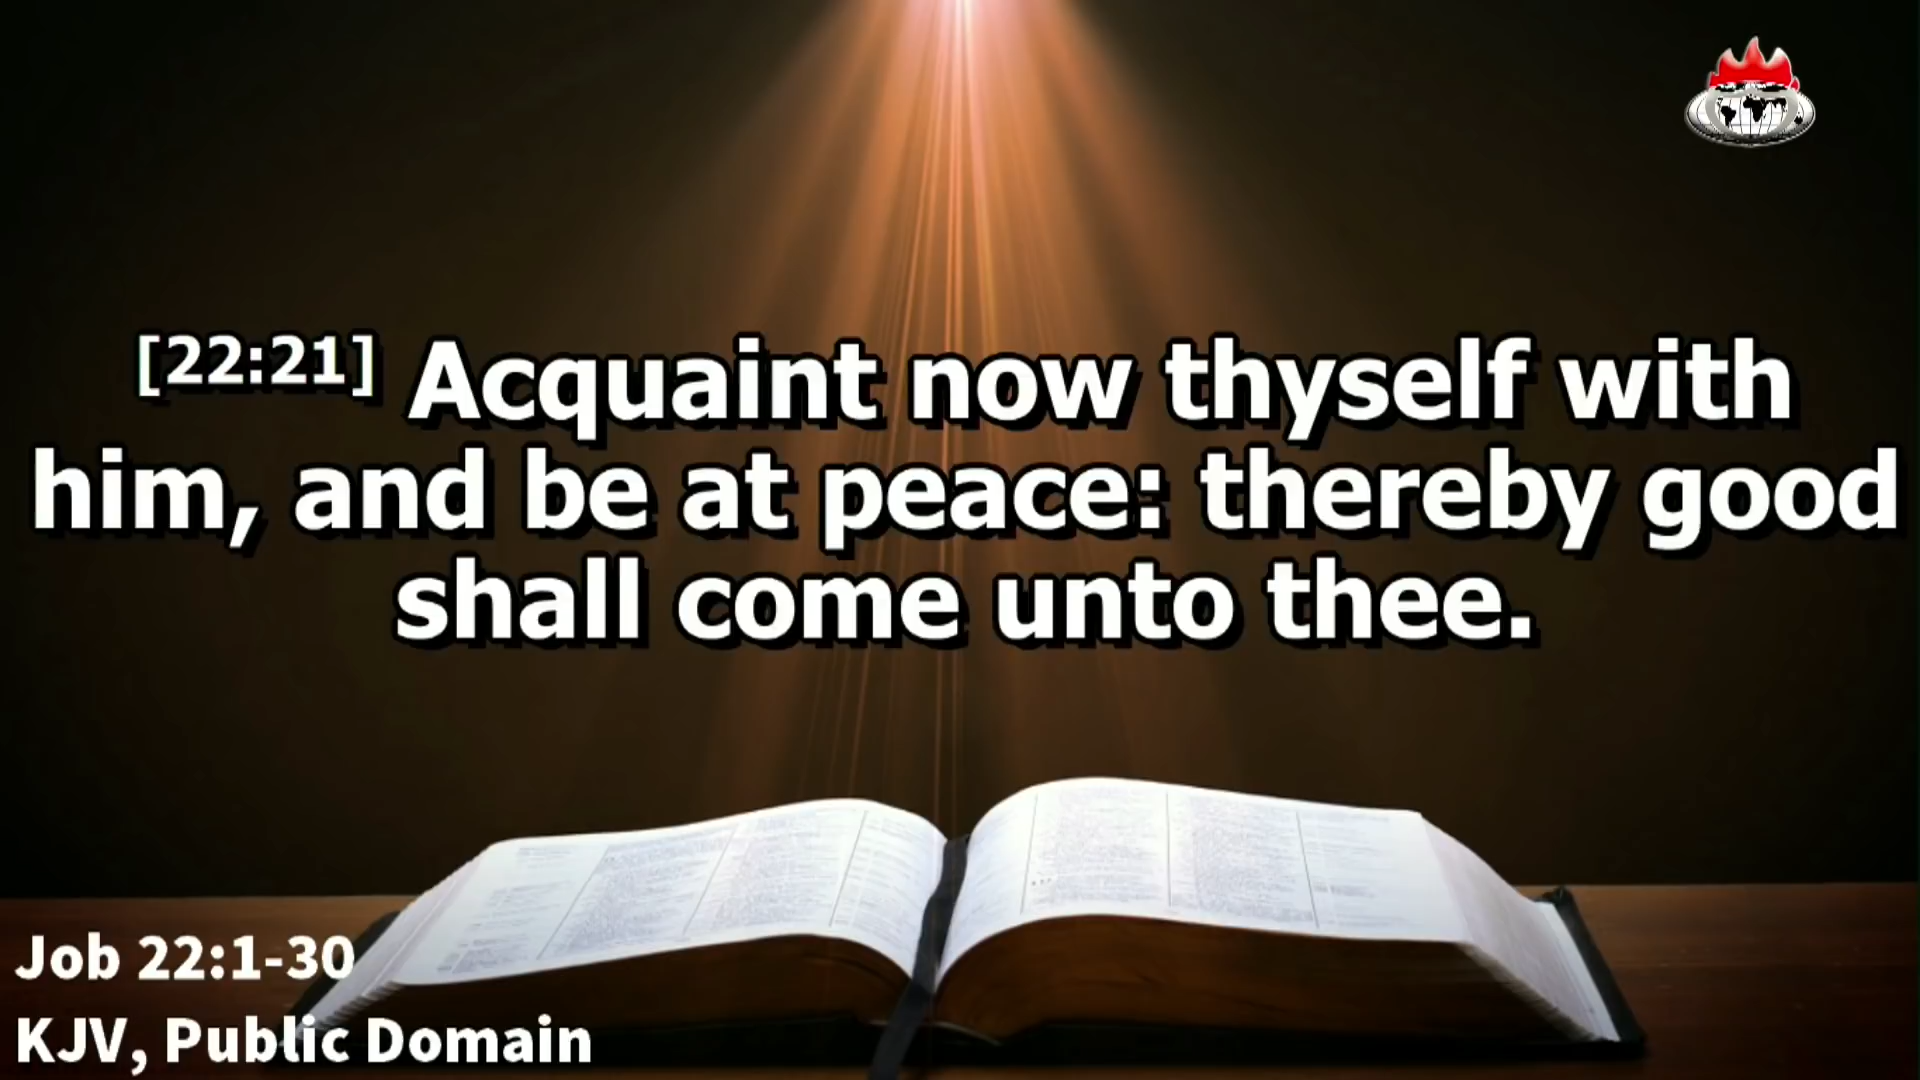 [22:21] Acquaint now thyself with
him, and be at peace: thereby good
shall come unto thee.
Job 22:1-30
KJV, Public Domain